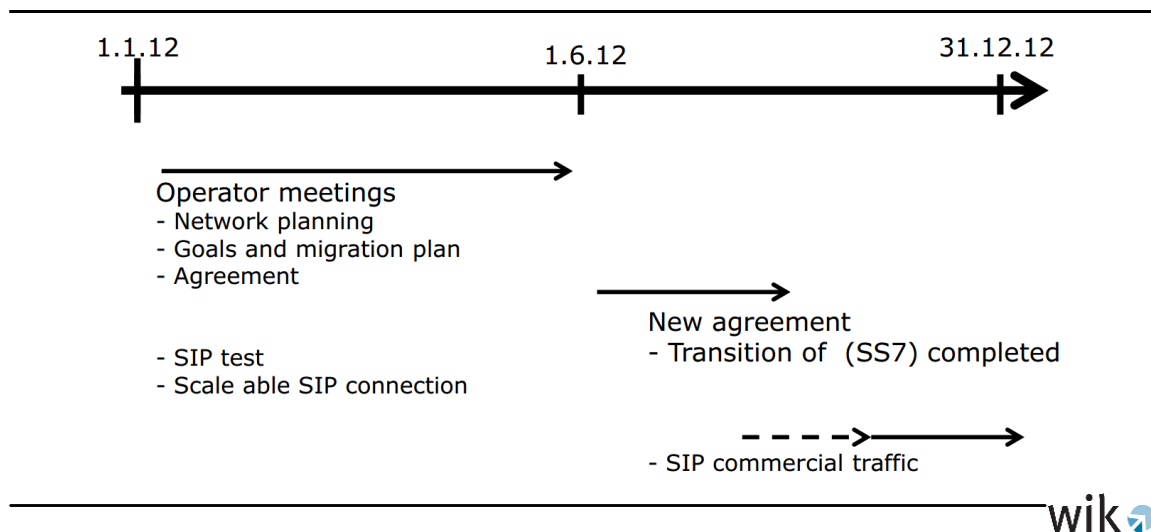 1.1.12
1.6.12
31.12.12
Operator meetings
- Network planning
- Goals and migration plan
- Agreement
- SIP test
- Scale able SIP connection
New agreement
- Transition of  (SS7) completed
- SIP commercial traffic
wik